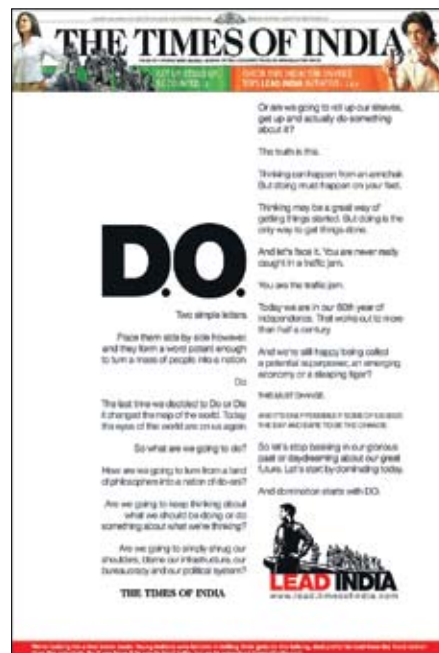 THE TIMES OF INDIA
D.O.
Two simple letters
Place them side by side however
and they form a word potent enough
to turn a mass of people into a nation
Do
The last time we decided to Do or Die
it changed the map of the world. Today
the eyes of the world are on us again.
So what are we going to do?
How are we going to turn from a land
of philosophers into a nation of do-ers?
Are we going to keep thinking about
what we should be doing or do
something about what we're thinking?
Are we going to simply shrug our
shoulders, blame our infrastructure, our
bureaucracy and our political system?
THE TIMES OF INDIA
Or are we going to roll up our sleeves,
get up and actually do something
about it?
The truth is this.
Thinking can happen from an armchair.
But doing must happen on your feet.
Thinking may be a great way of
getting things started. But doing is the
only way to get things done.
And let's face it. You are never really
caught in a traffic jam.
You are the traffic jam.
Today we are in our 60th year of
independence. That works out to more
than half a century.
And we're still happy being called
a potential superpower, an emerging
economy or a sleeping tiger?
THIS MUST CHANGE.
So let's stop basking in our glorious
past or daydreaming about our great
future. Let's start by dominating today.
And domination starts with DO.
LEAD INDIA
www.lead.timesofindia.com